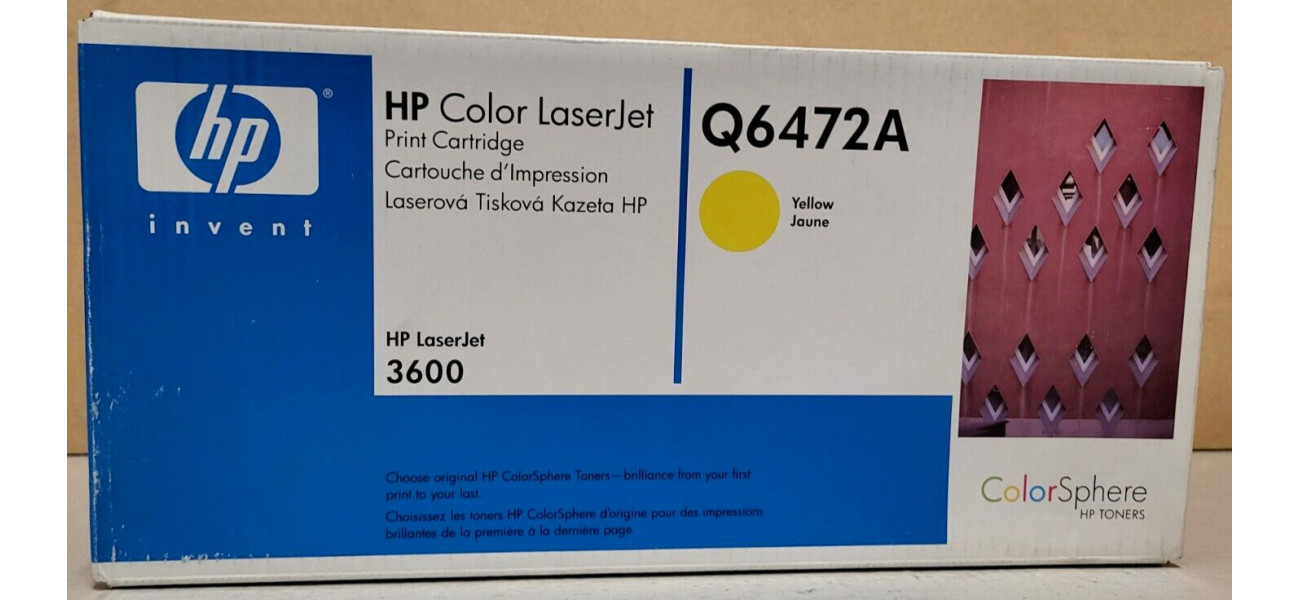 hp
®
invent
HP Color LaserJet
Print Cartridge
Cartouche d'Impression
Laserová Tisková Kazeta HP
HP LaserJet
3600
Q6472A
Yellow
Jaune
Choose original HP ColorSphere Toners—brilliance from your first
print to your last.
Choisissez les toners HP ColorSphere d'origine pour des impressions
brillantes de la première à la dernière page.
ColorSphere
HP TONERS